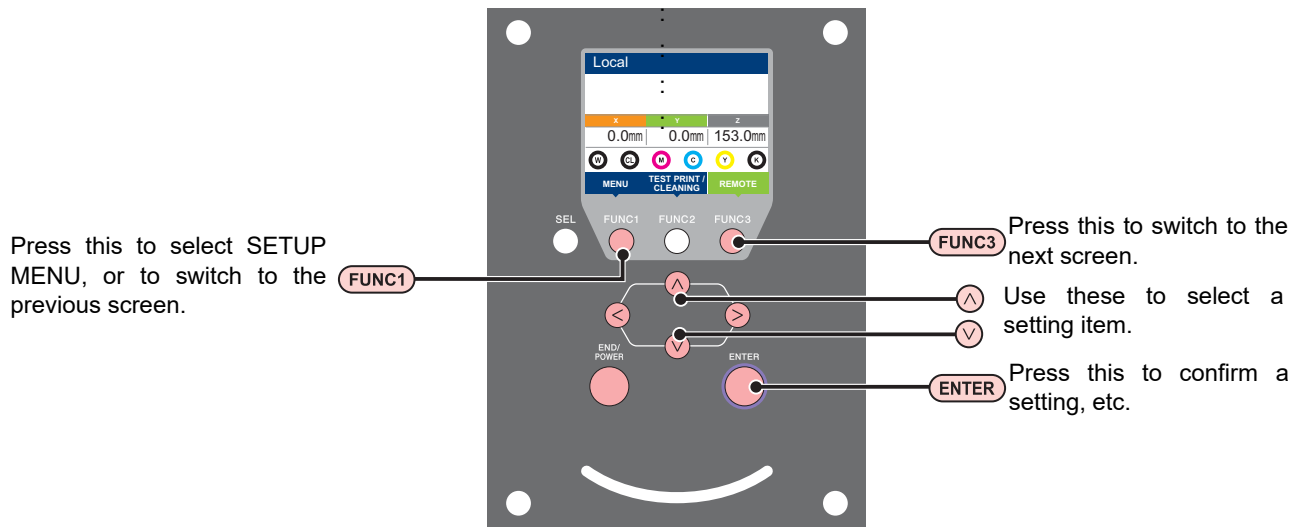 Local
X Y Z
0.0mm 0.0mm 153.0mm
W CL M C Y K
MENU TEST PRINT / CLEANING REMOTE
SEL FUNC1 FUNC2 FUNC3
END/
POWER
ENTER
Press this to select SETUP
MENU, or to switch to the
previous screen.
FUNC1
FUNC3
Press this to switch to the
next screen.
Use these to select a
setting item.
ENTER
Press this to confirm a
setting, etc.